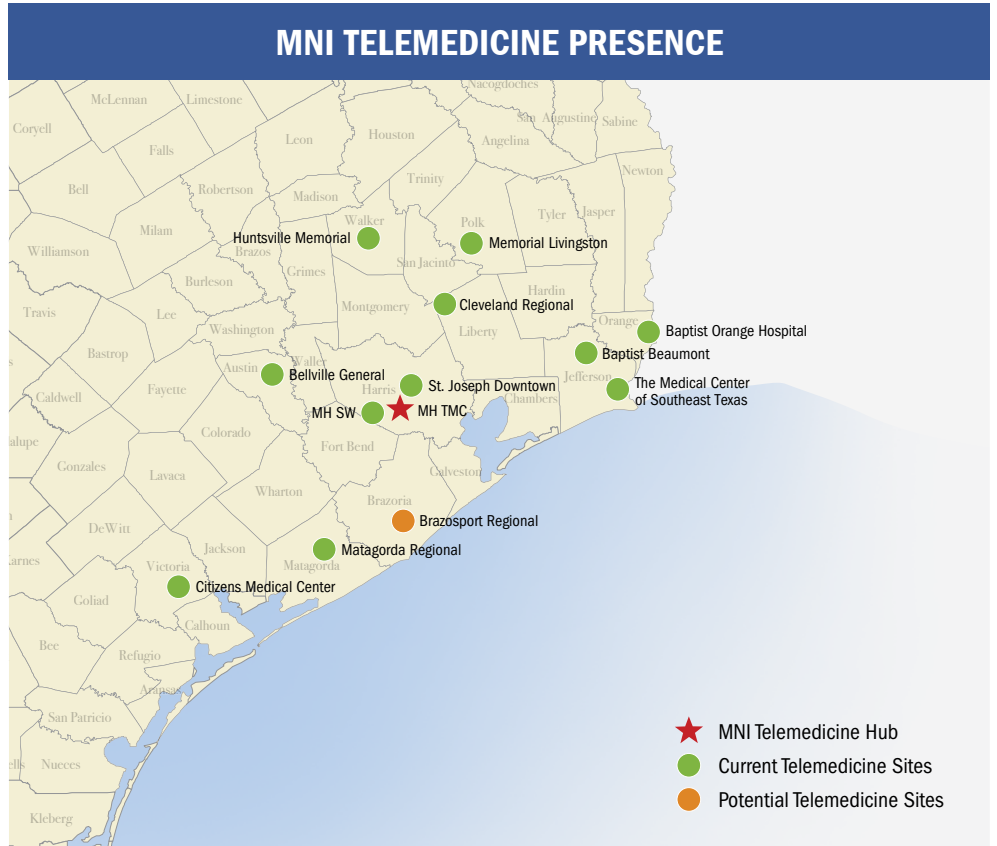 MNI TELEMEDICINE PRESENCE
Nacogdoches
McLennan
Limestone
San Augustine
Sabine
Coryell
Leon
Houston
Angelina
Falls
Newton
Trinity
Bell
Robertson
Madison
Milam
Walker
Polk
Tyler
Jasper
Huntsville Memorial
Memorial Livingston
Williamson
Brazos
San Jacinto
Grimes
Burleson
Hardin
Montgomery
Cleveland Regional
Travis
Lee
Washington
Liberty
Orange
Baptist Orange Hospital
Bastrop
Baptist Beaumont
Waller
Austin
Bellville General
Jefferson
Fayette
Harris
St. Joseph Downtown
The Medical Center
of Southeast Texas
Caldwell
Chambers
MH SW
MH TMC
Colorado
alupe
Fort Bend
Gonzales
Lavaca
Galveston
Wharton
Brazoria
Brazosport Regional
DeWitt
Jackson
Matagorda Regional
arnes
Victoria
Matagorda
Citizens Medical Center
Goliad
Calhoun
Bee
Refugio
Aransas
San Patricio
MNI Telemedicine Hub
ells
Nueces
Current Telemedicine Sites
Potential Telemedicine Sites
Kleberg